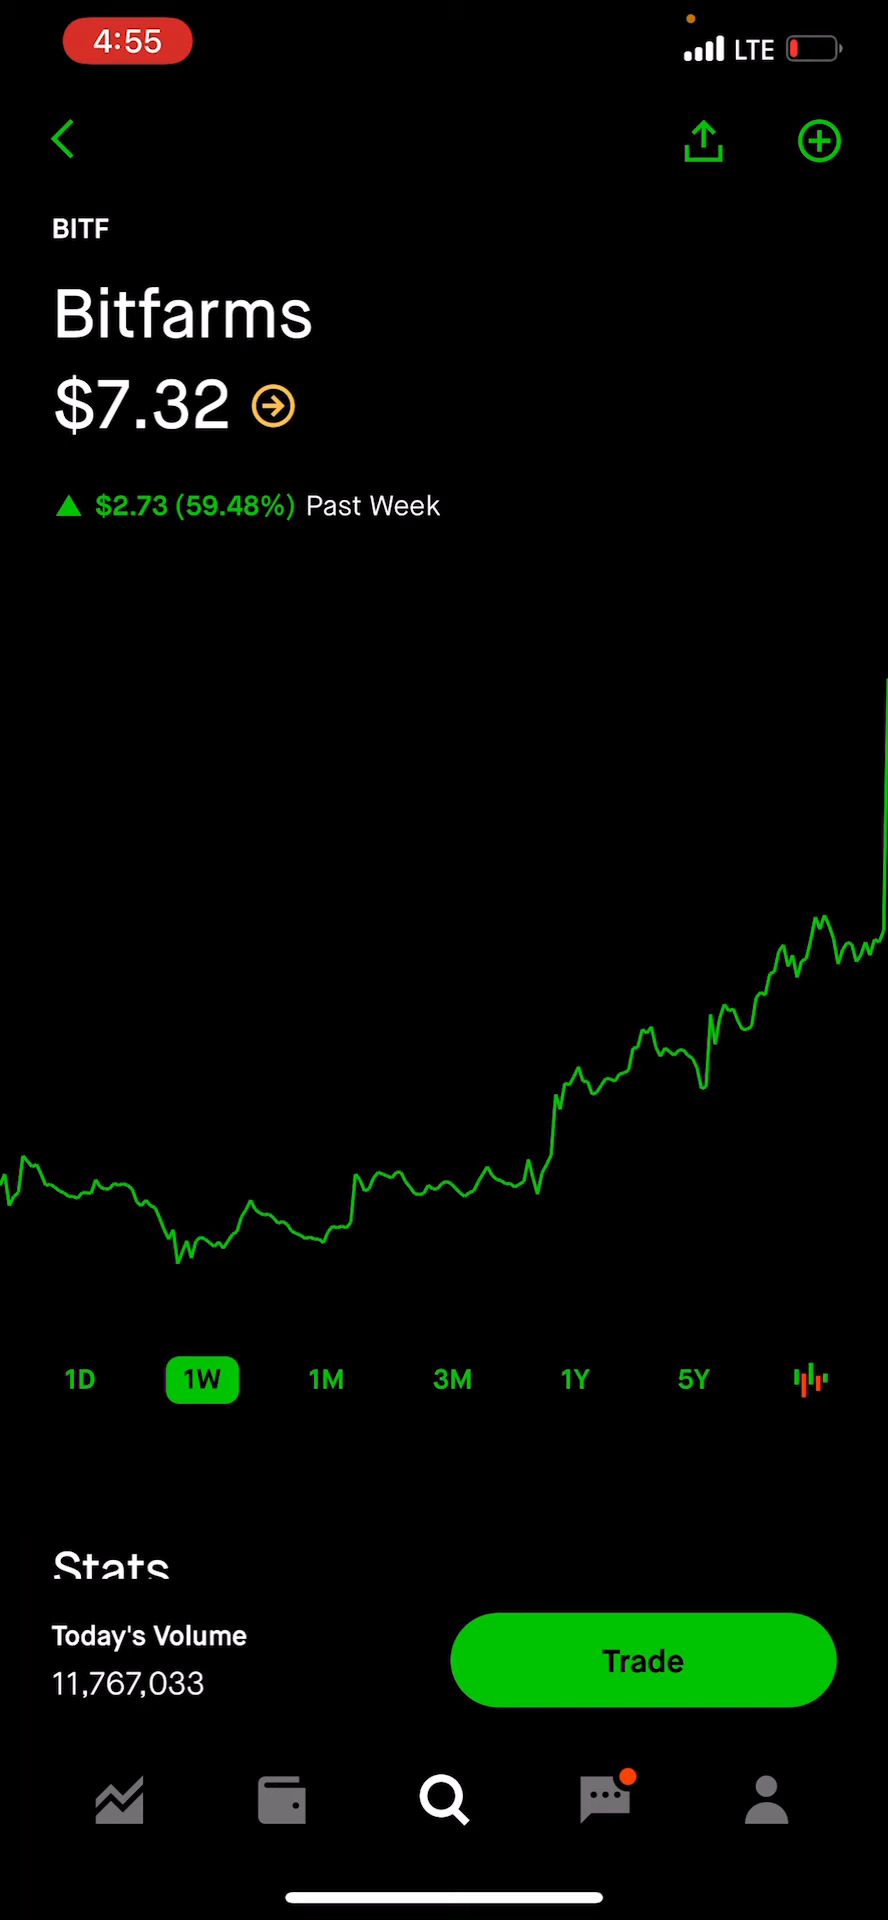 4:55
LTE
BITF
Bitfarms
$7.32
$2.73 (59.48%) Past Week
1D 1W 1M 3M 1Y 5Y
Stats
Today's Volume
11,767,033
Trade